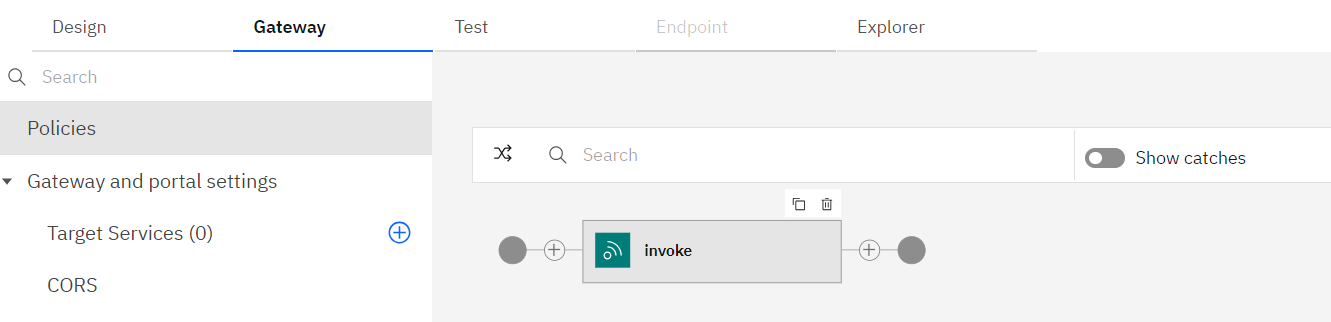 Design Gateway Test Endpoint Explorer
Search
Policies
Gateway and portal settings
Target Services (0)
CORS
Search Show catches
invoke